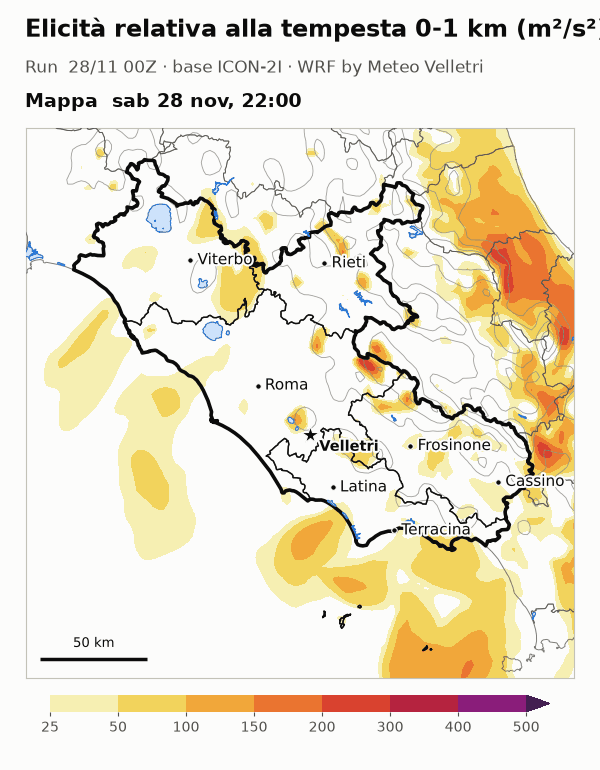 Elicità relativa alla tempesta 0-1 km (m²/s²)
Run 28/11 00Z · base ICON-2I · WRF by Meteo Velletri
Mappa sab 28 nov, 22:00
Viterbo
Rieti
Roma
Velletri
Frosinone
Cassino
Latina
Terracina
50 km
25 50 100 150 200 300 400 500